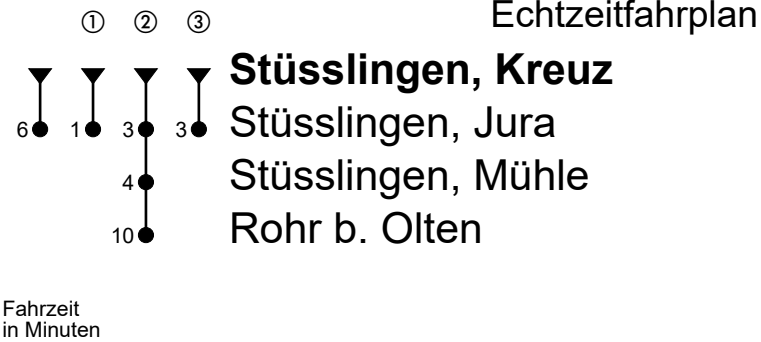 ① ② ③ Echtzeitfahrplan
Stüsslingen, Kreuz
6 1 3 3 Stüsslingen, Jura
4 Stüsslingen, Mühle
10 Rohr b. Olten
Fahrzeit
in Minuten